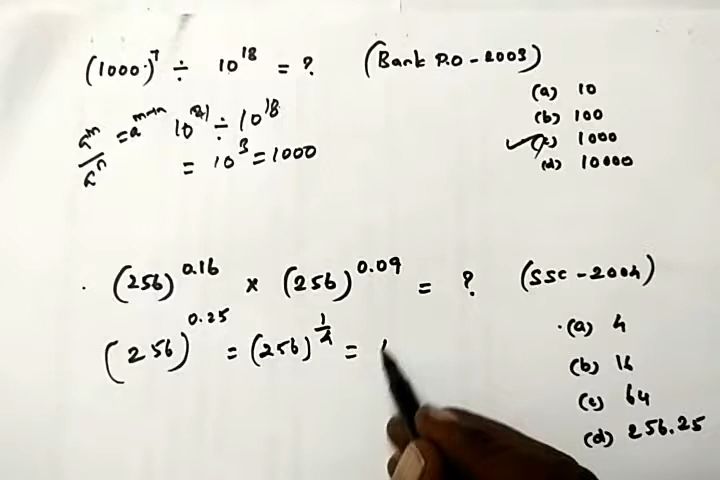 (1000)^7 ÷ 10^18 = ? (Bank P.O - 2003)
(a) 10
(b) 100
(c) 1000
(d) 10000
a^m/a^n = a^m-n 10^21 ÷ 10^18
= 10^3 = 1000
(256)^0.16 × (256)^0.09 = ? (SSC - 2004)
(256)^0.25 = (256)^1/4 =
(a) 4
(b) 16
(c) 64
(d) 256.25